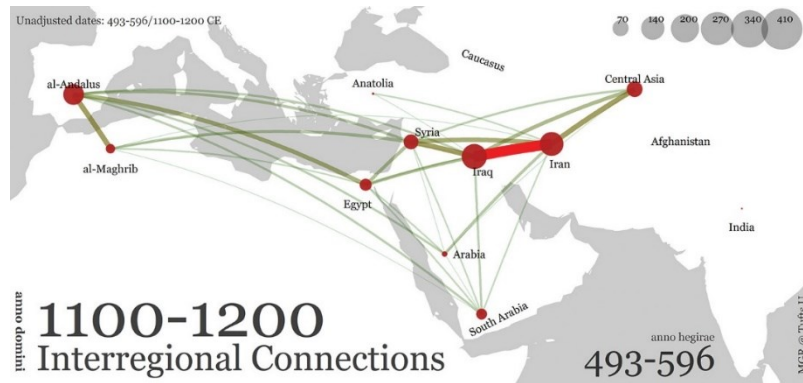 Unadjusted dates: 493-596/1100-1200 CE
70 140 200 270 340 410
Caucasus
al-Andalus
Anatolia
Central Asia
Syria
Afghanistan
al-Maghrib
Iraq
Iran
Egypt
India
Arabia
South Arabia
anno domini
1100-1200
Interregional Connections
anno hegirae
493-596
MGR @ Tufts U